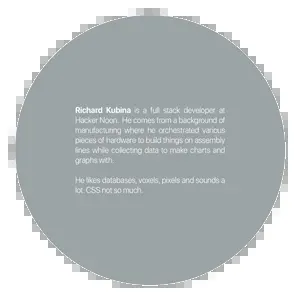 Richard Kubina is a full stack developer at
Hacker Noon. He comes from a background of
manufacturing where he orchestrated various
pieces of hardware to build things on assembly
lines while collecting data to make charts and
graphs with.
He likes databases, voxels, pixels and sounds a
lot. CSS not so much.